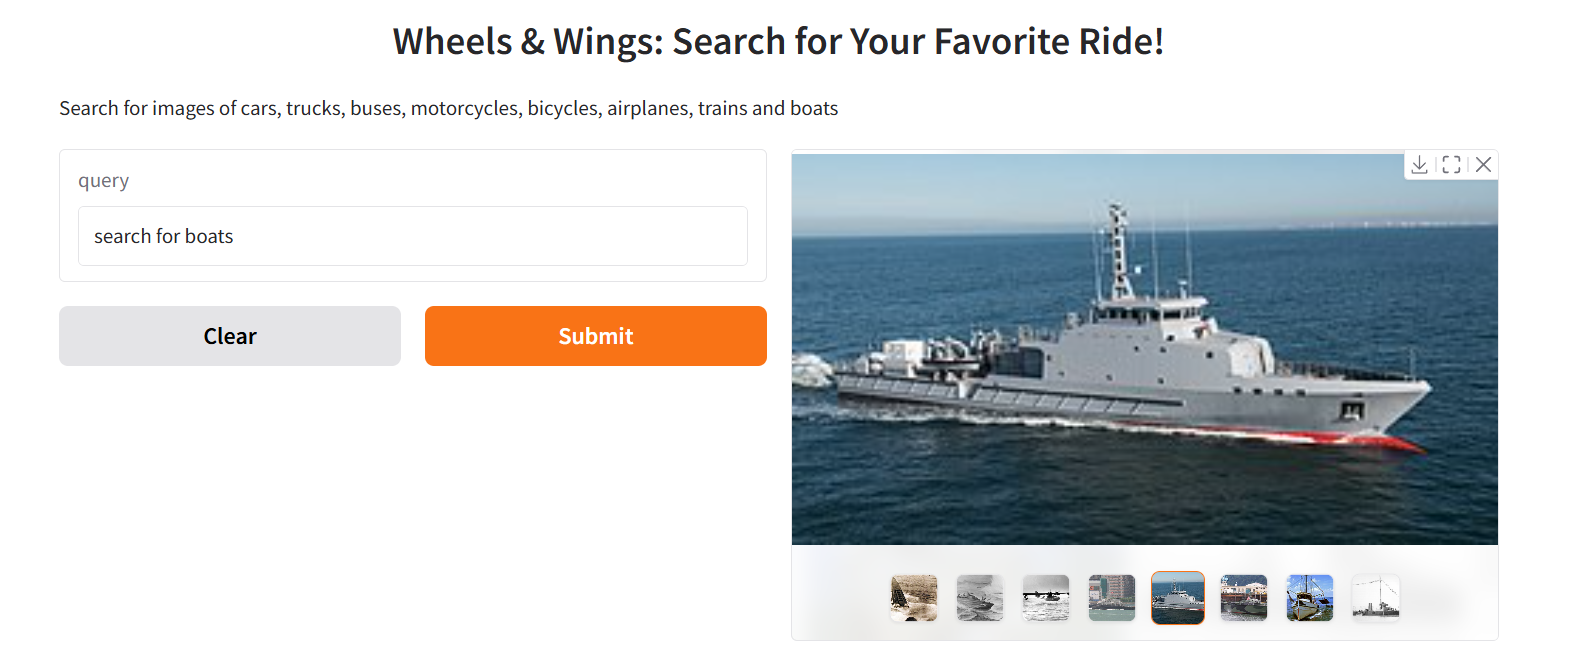 Wheels & Wings: Search for Your Favorite Ride!
Search for images of cars, trucks, buses, motorcycles, bicycles, airplanes, trains and boats
query
search for boats
Clear
Submit